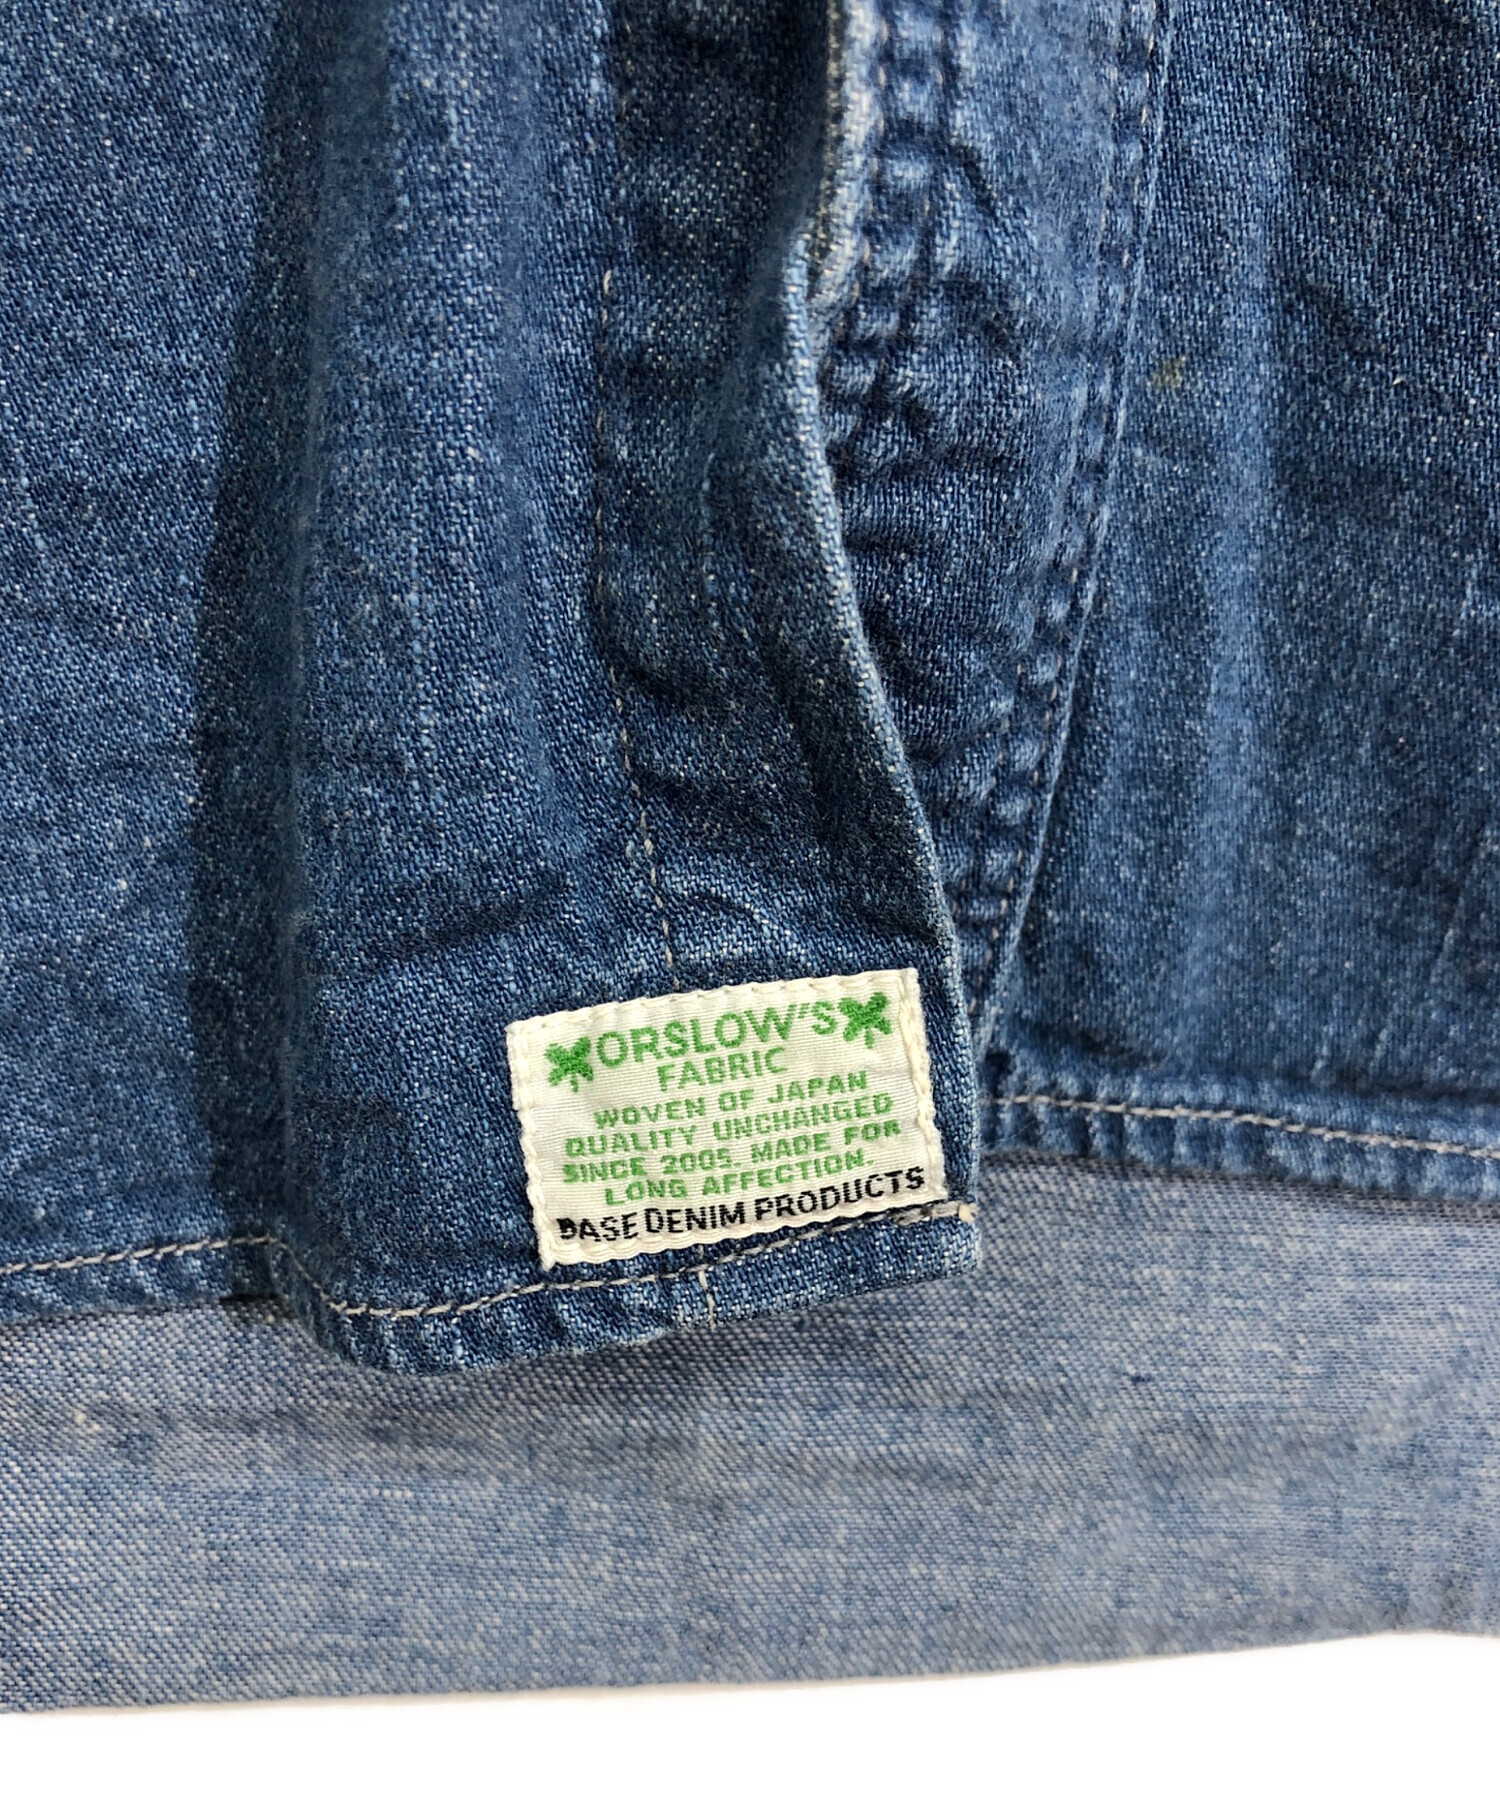 ORSLOW'S
FABRIC
WOVEN OF JAPAN
QUALITY UNCHANGED
SINCE 2005. MADE FOR
LONG AFFECTION.
BASE DENIM PRODUCTS